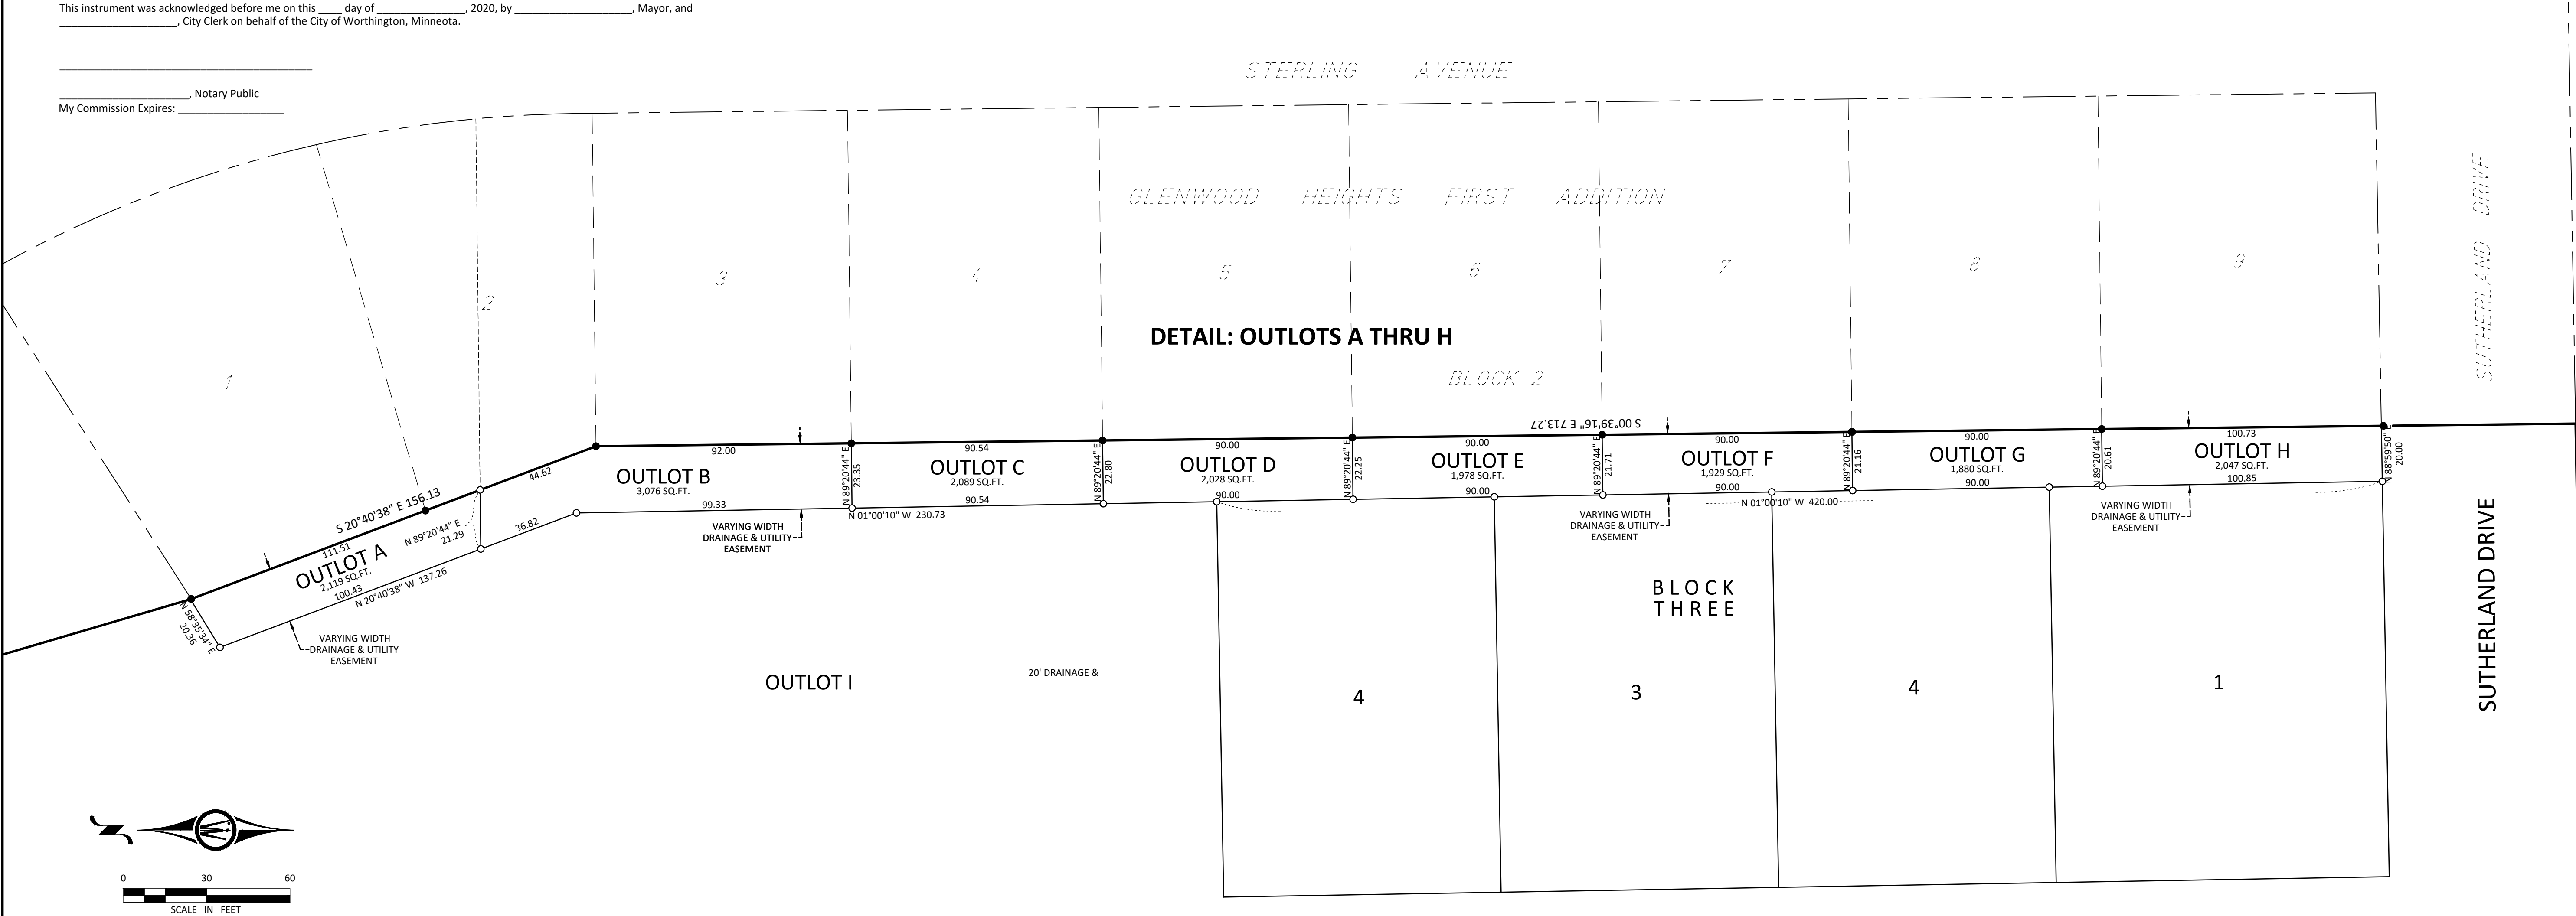 This instrument was acknowledged before me on this ____ day of _______________, 2020, by ____________________, Mayor, and
____________________, City Clerk on behalf of the City of Worthington, Minneota.
______________________, Notary Public
My Commission Expires: __________________
STERLING AVENUE
GLENWOOD HEIGHTS FIRST ADDITION
SUTHERLAND DRIVE
1
2
3
4
5
6
7
8
9
DETAIL: OUTLOTS A THRU H
BLOCK 2
S 00°39'16" E 713.27
S 20°40'38" E 156.13
111.51
44.62
OUTLOT A
2,119 SQ.FT.
100.43
N 20°40'38" W 137.26
N 89°20'44" E
21.29
36.82
N 58°35'34" E
20.36
VARYING WIDTH
DRAINAGE & UTILITY
EASEMENT
92.00
OUTLOT B
3,076 SQ.FT.
99.33
N 89°20'44" E
23.35
VARYING WIDTH
DRAINAGE & UTILITY
EASEMENT
N 01°00'10" W 230.73
90.54
OUTLOT C
2,089 SQ.FT.
90.54
N 89°20'44" E
22.80
90.00
OUTLOT D
2,028 SQ.FT.
90.00
N 89°20'44" E
22.25
90.00
OUTLOT E
1,978 SQ.FT.
90.00
N 89°20'44" E
21.71
90.00
OUTLOT F
1,929 SQ.FT.
90.00
N 89°20'44" E
21.16
VARYING WIDTH
DRAINAGE & UTILITY
EASEMENT
N 01°00'10" W 420.00
90.00
OUTLOT G
1,880 SQ.FT.
90.00
N 89°20'44" E
20.61
100.73
OUTLOT H
2,047 SQ.FT.
100.85
N 88°59'50" E
20.00
VARYING WIDTH
DRAINAGE & UTILITY
EASEMENT
BLOCK
THREE
OUTLOT I
20' DRAINAGE &
4
3
4
1
SUTHERLAND DRIVE
0 30 60
SCALE IN FEET